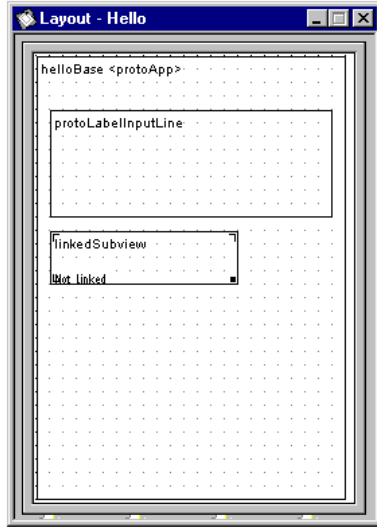 Layout - Hello
helloBase <protoApp>
protoLabelInputLine
linkedSubview
Not linked